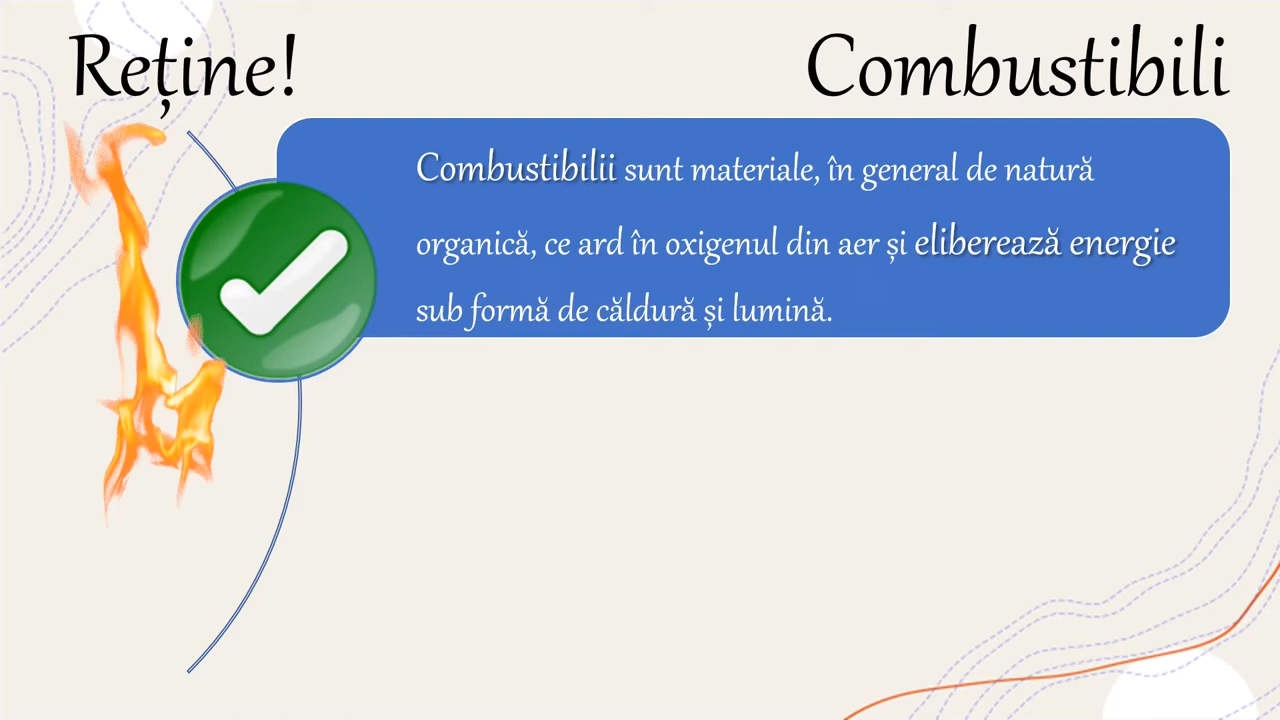 Reține!
Combustibili
Combustibilii sunt materiale, în general de natură
organică, ce ard în oxigenul din aer și eliberează energie
sub formă de căldură și lumină.